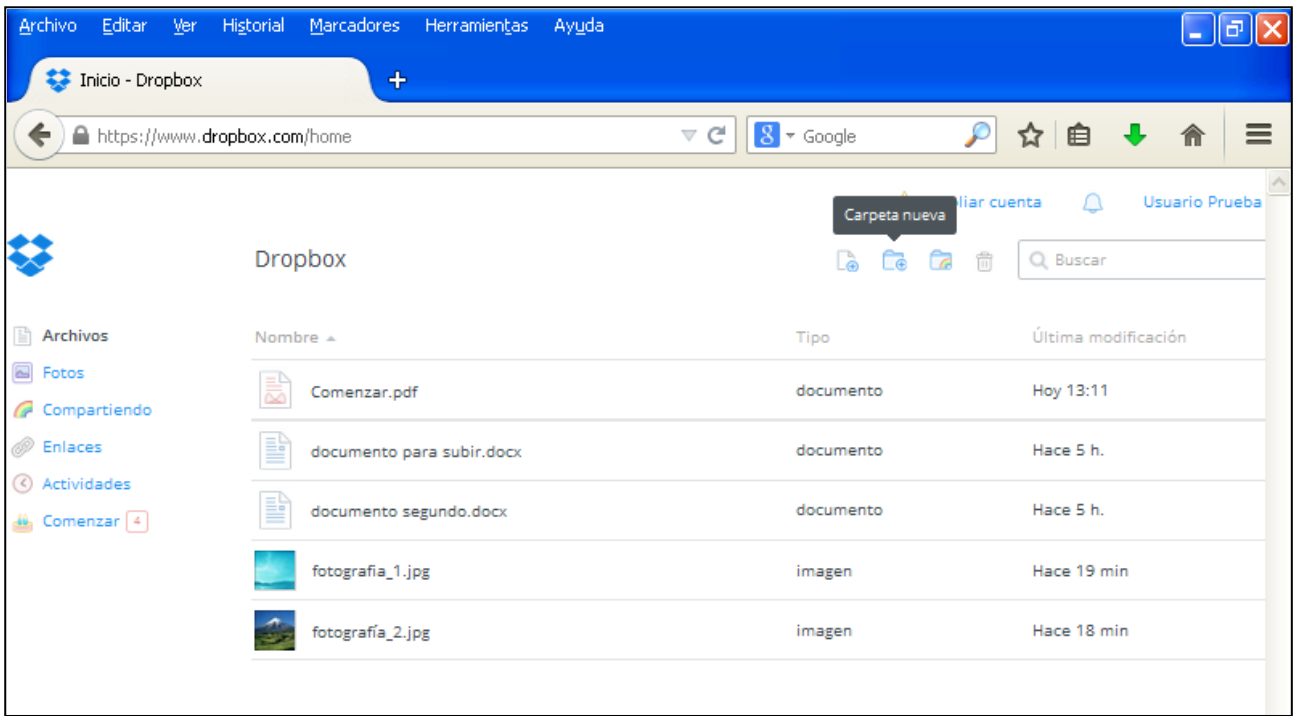 Archivo Editar Ver Historial Marcadores Herramientas Ayuda
Inicio - Dropbox
https://www.dropbox.com/home
8 Google
liar cuenta Usuario Prueba
Carpeta nueva
Dropbox
Buscar
Archivos
Fotos
Compartiendo
Enlaces
Actividades
Comenzar 4
Nombre Tipo Última modificación
Comenzar.pdf documento Hoy 13:11
documento para subir.docx documento Hace 5 h.
documento segundo.docx documento Hace 5 h.
fotografia_1.jpg imagen Hace 19 min
fotografía_2.jpg imagen Hace 18 min